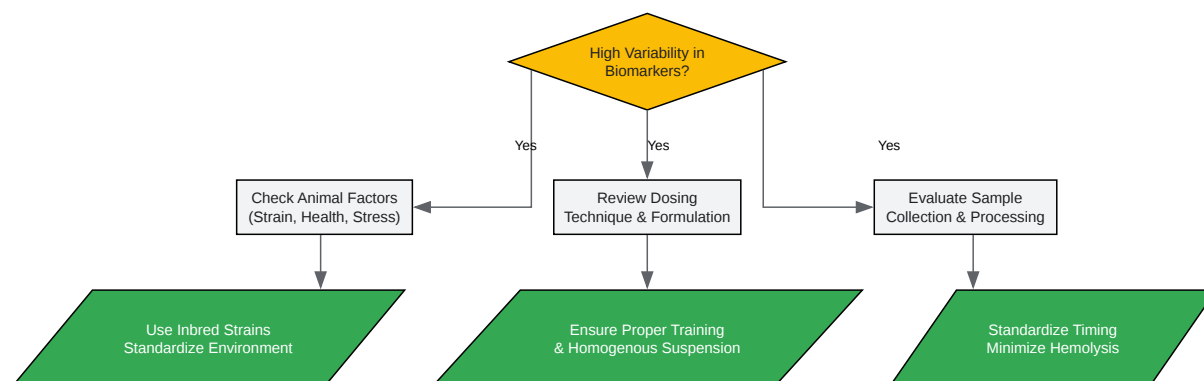 High Variability in
Biomarkers?
Yes
Yes
Yes
Check Animal Factors
(Strain, Health, Stress)
Review Dosing
Technique & Formulation
Evaluate Sample
Collection & Processing
Use Inbred Strains
Standardize Environment
Ensure Proper Training
& Homogenous Suspension
Standardize Timing
Minimize Hemolysis